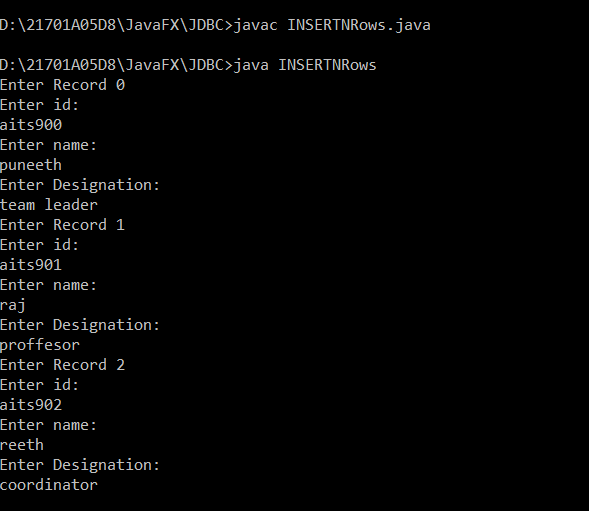 D:\21701A05D8\JavaFX\JDBC>javac INSERTNRows.java
D:\21701A05D8\JavaFX\JDBC>java INSERTNRows
Enter Record 0
Enter id:
aits900
Enter name:
puneeth
Enter Designation:
team leader
Enter Record 1
Enter id:
aits901
Enter name:
raj
Enter Designation:
proffesor
Enter Record 2
Enter id:
aits902
Enter name:
reeth
Enter Designation:
coordinator